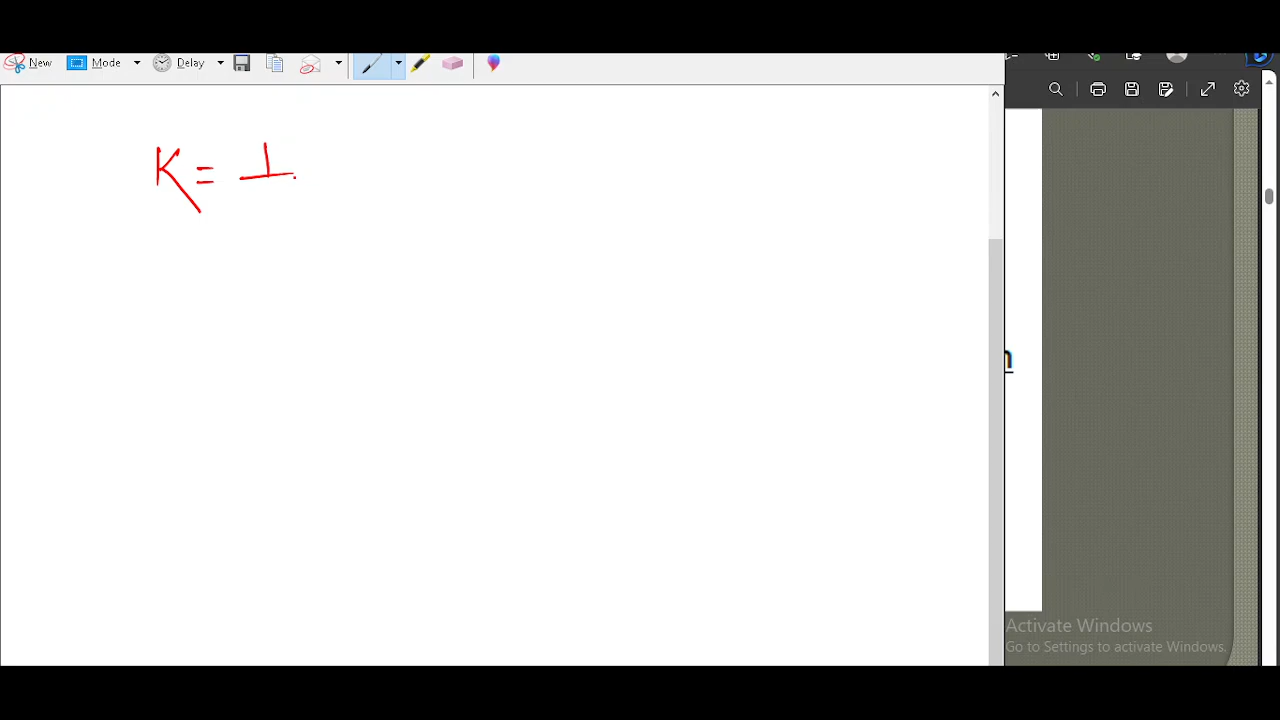 New Mode Delay
K = 1
n
Activate Windows
Go to Settings to activate Windows.